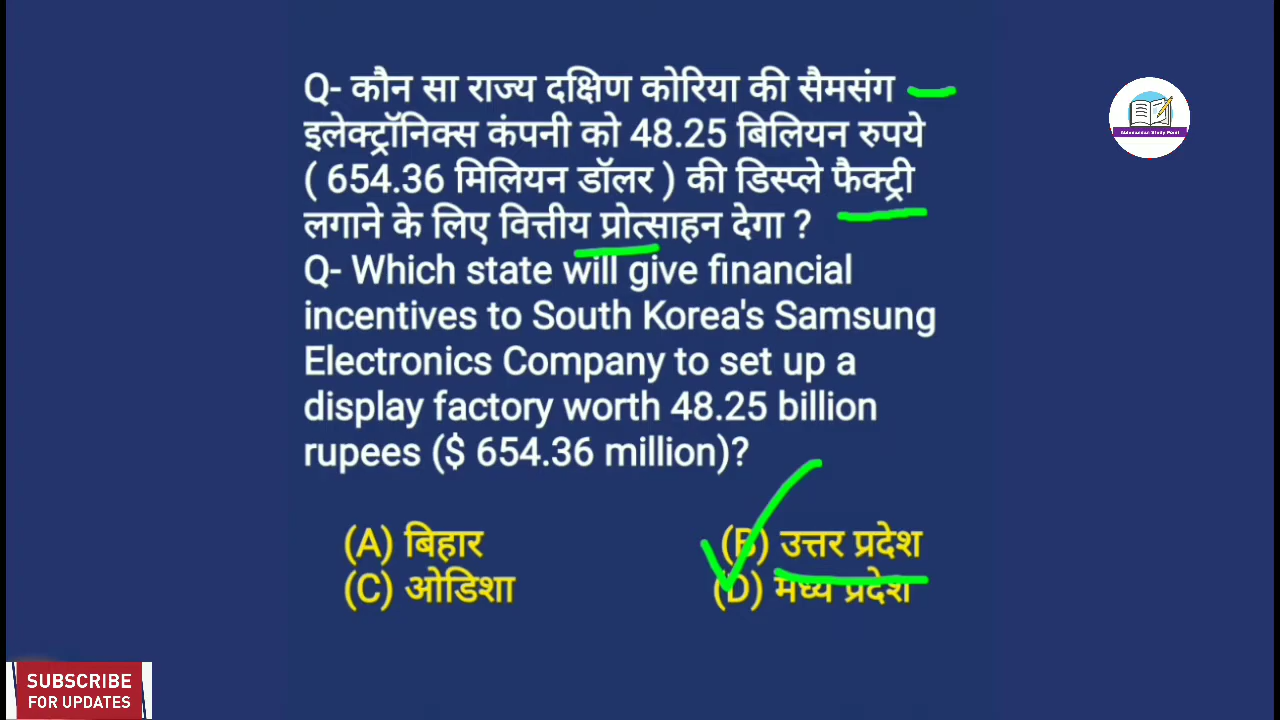 Q- कौन सा राज्य दक्षिण कोरिया की सैमसंग
इलेक्ट्रॉनिक्स कंपनी को 48.25 बिलियन रुपये
( 654.36 मिलियन डॉलर ) की डिस्प्ले फैक्ट्री
लगाने के लिए वित्तीय प्रोत्साहन देगा ?
Q- Which state will give financial
incentives to South Korea's Samsung
Electronics Company to set up a
display factory worth 48.25 billion
rupees ($ 654.36 million)?
(A) बिहार (B) उत्तर प्रदेश
(C) ओडिशा (D) मध्य प्रदेश
SUBSCRIBE
FOR UPDATES